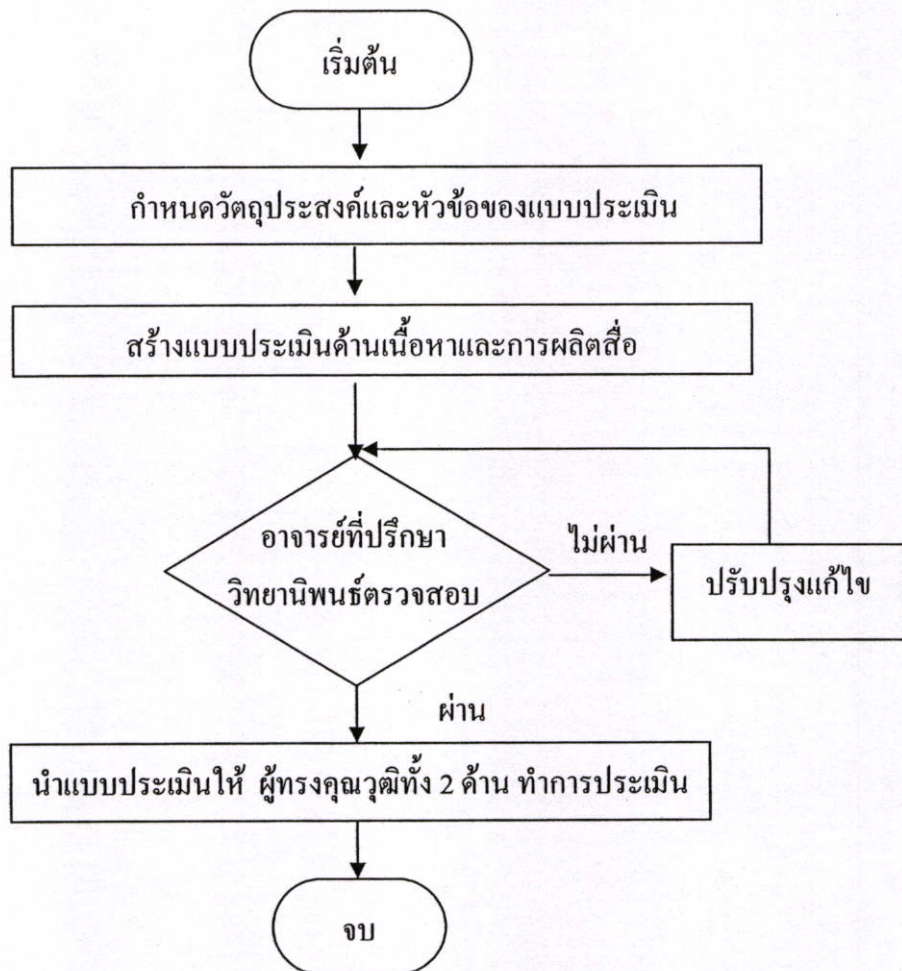 เริ่มต้น
กำหนดวัตถุประสงค์และหัวข้อของแบบประเมิน
สร้างแบบประเมินด้านเนื้อหาและการผลิตสื่อ
อาจารย์ที่ปรึกษา
วิทยานิพนธ์ตรวจสอบ
ไม่ผ่าน
ปรับปรุงแก้ไข
ผ่าน
นำแบบประเมินให้ ผู้ทรงคุณวุฒิทั้ง 2 ด้าน ทำการประเมิน
จบ